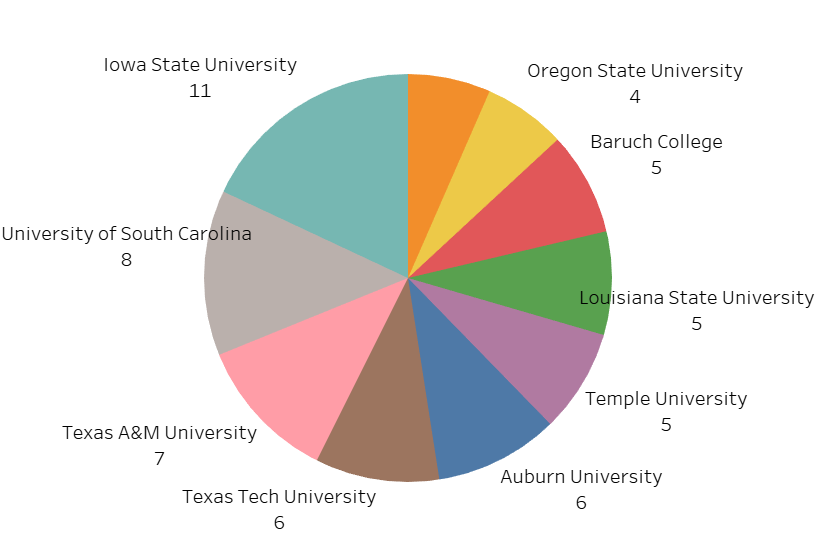 Iowa State University
11
Oregon State University
4
Baruch College
5
University of South Carolina
8
Louisiana State University
5
Temple University
5
Texas A&M University
7
Auburn University
6
Texas Tech University
6